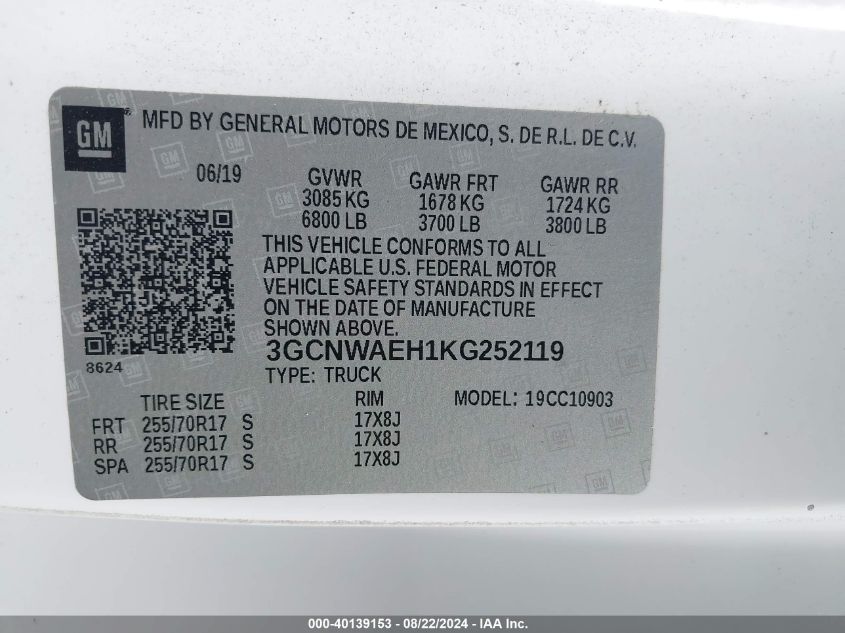 GM ® MFD BY GENERAL MOTORS DE MEXICO, S. DE R.L. DE C.V.
06/19 GVWR GAWR FRT GAWR RR
3085 KG 1678 KG 1724 KG
6800 LB 3700 LB 3800 LB
THIS VEHICLE CONFORMS TO ALL
APPLICABLE U.S. FEDERAL MOTOR
VEHICLE SAFETY STANDARDS IN EFFECT
ON THE DATE OF MANUFACTURE
SHOWN ABOVE.
3GCNWAEH1KG252119
8624
TYPE: TRUCK
TIRE SIZE RIM MODEL: 19CC10903
FRT 255/70R17 S 17X8J
RR 255/70R17 S 17X8J
SPA 255/70R17 S 17X8J
000-40139153 - 08/22/2024 - IAA Inc.